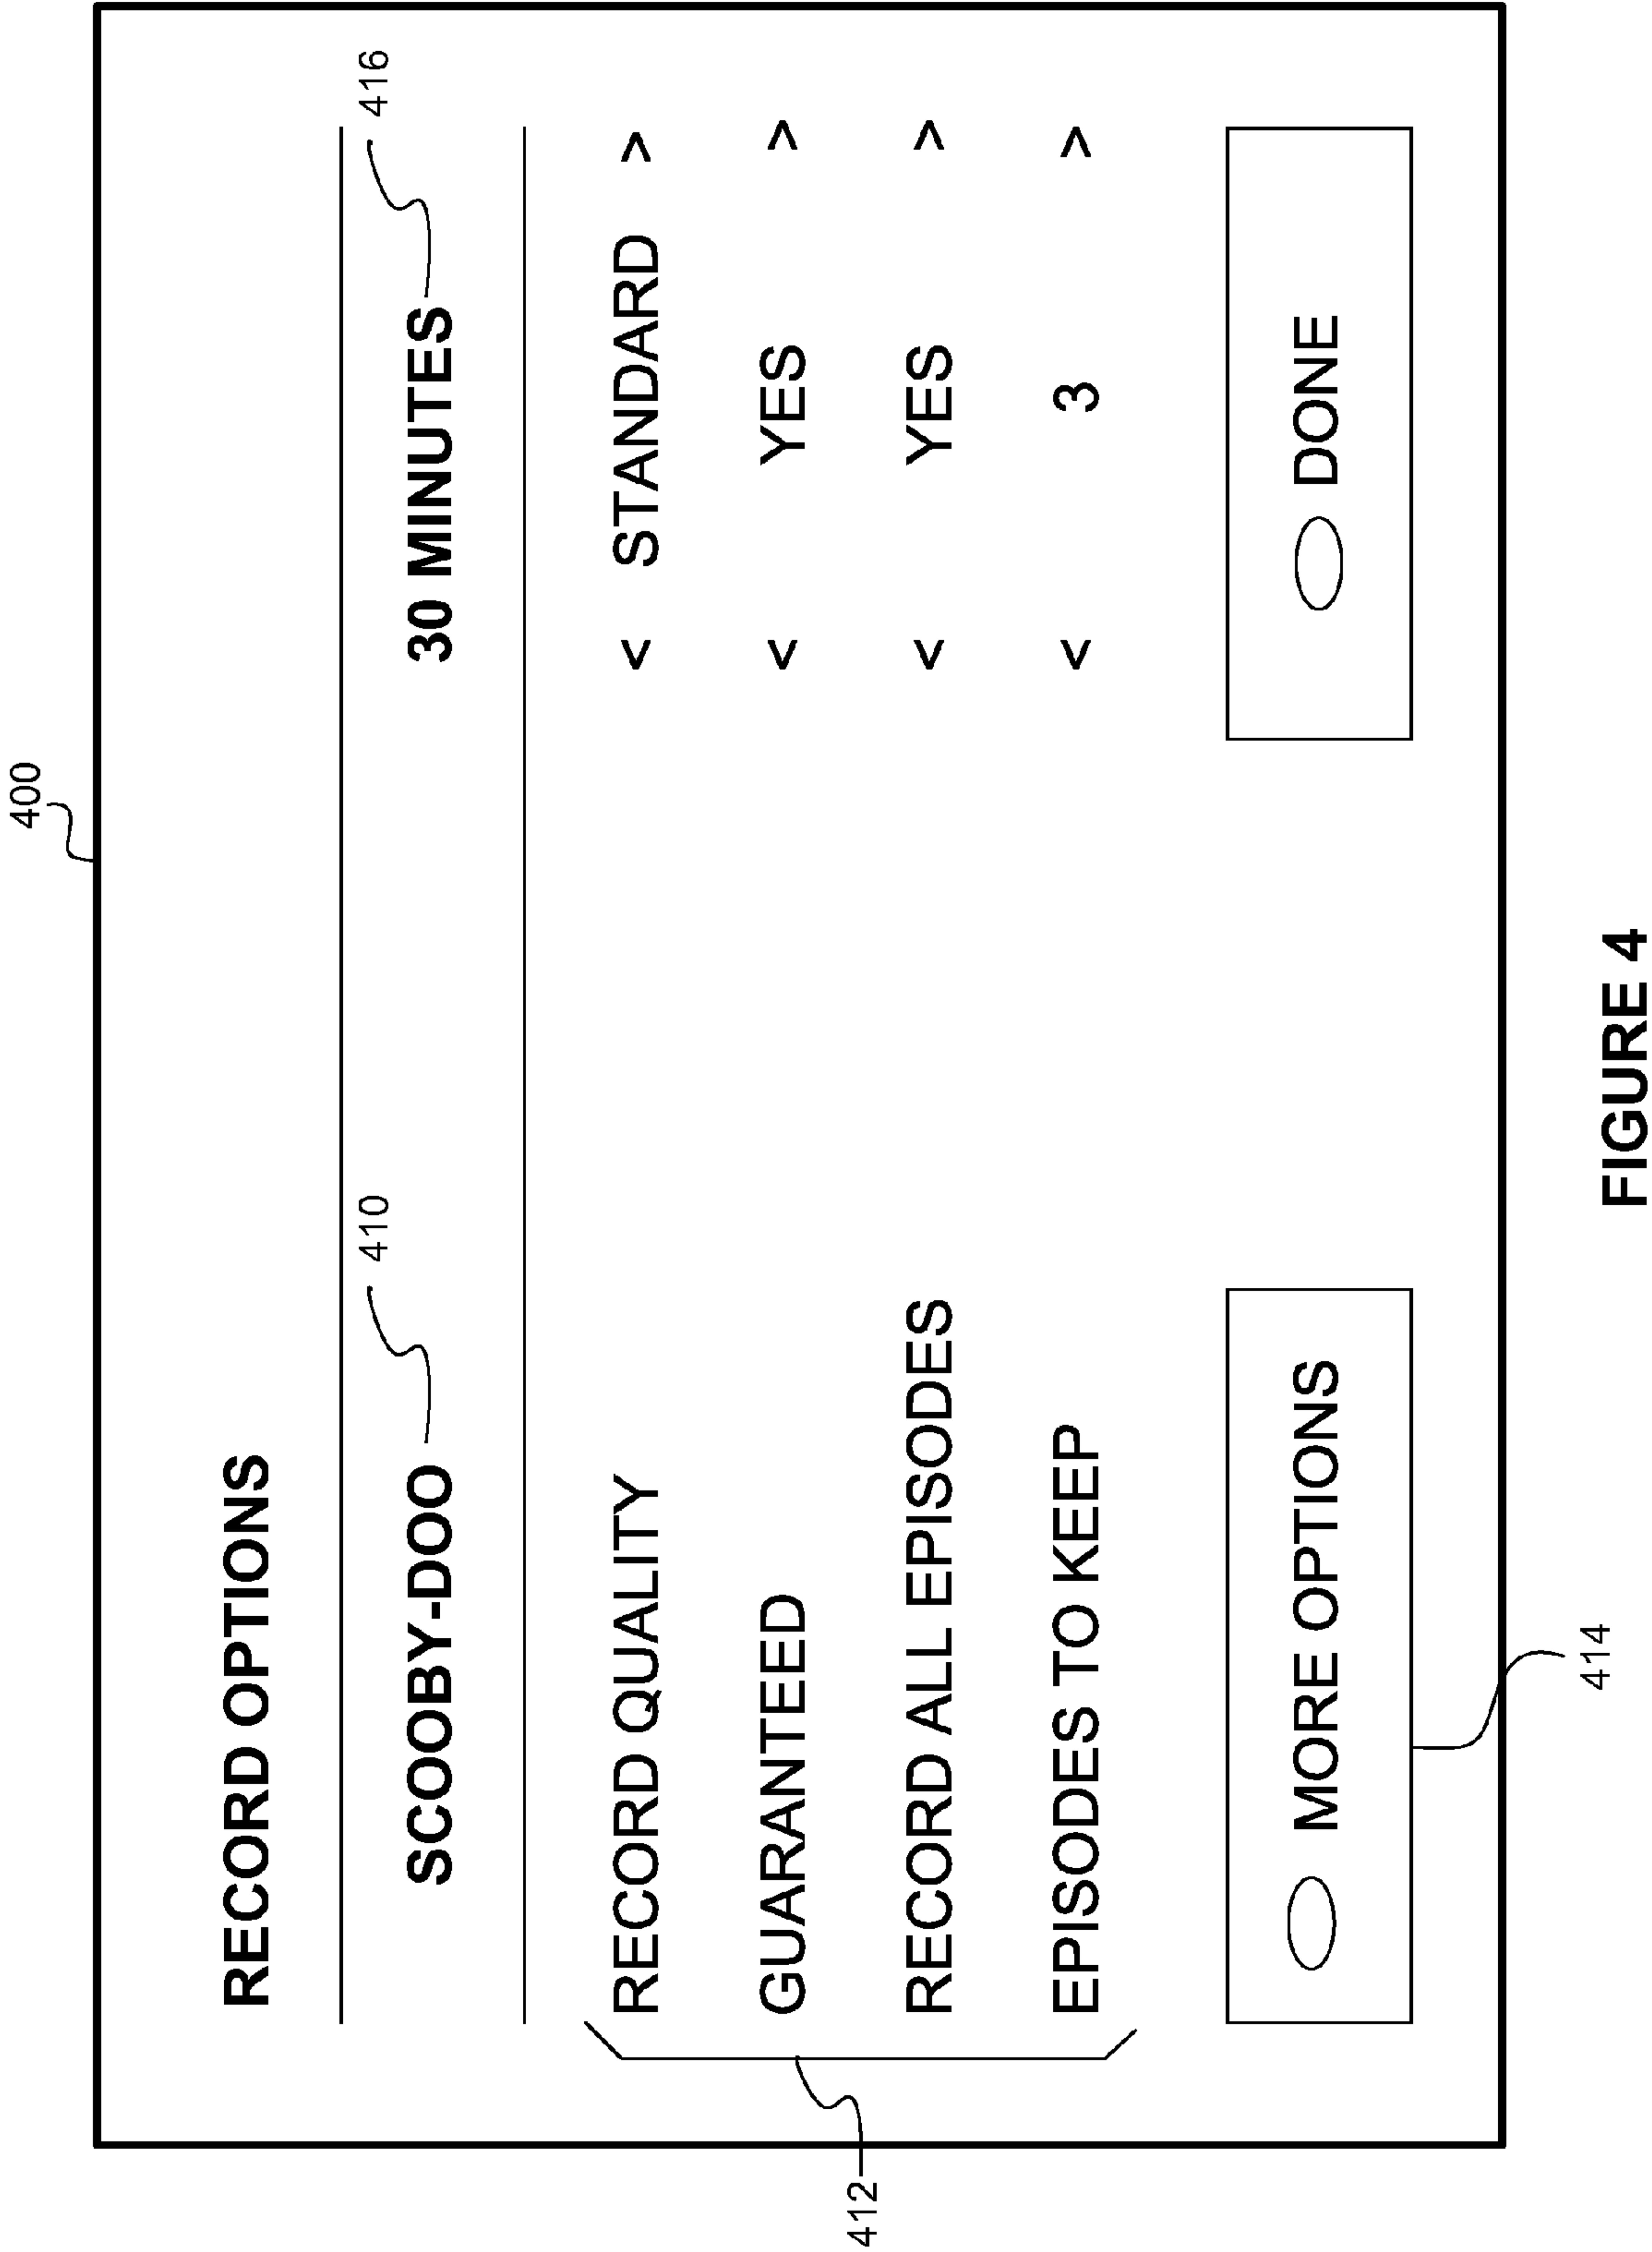 400
RECORD OPTIONS
410
416
SCOOBY-DOO
30 MINUTES
RECORD QUALITY < STANDARD >
GUARANTEED < YES >
RECORD ALL EPISODES < YES >
EPISODES TO KEEP < 3 >
412
MORE OPTIONS
DONE
414
FIGURE 4